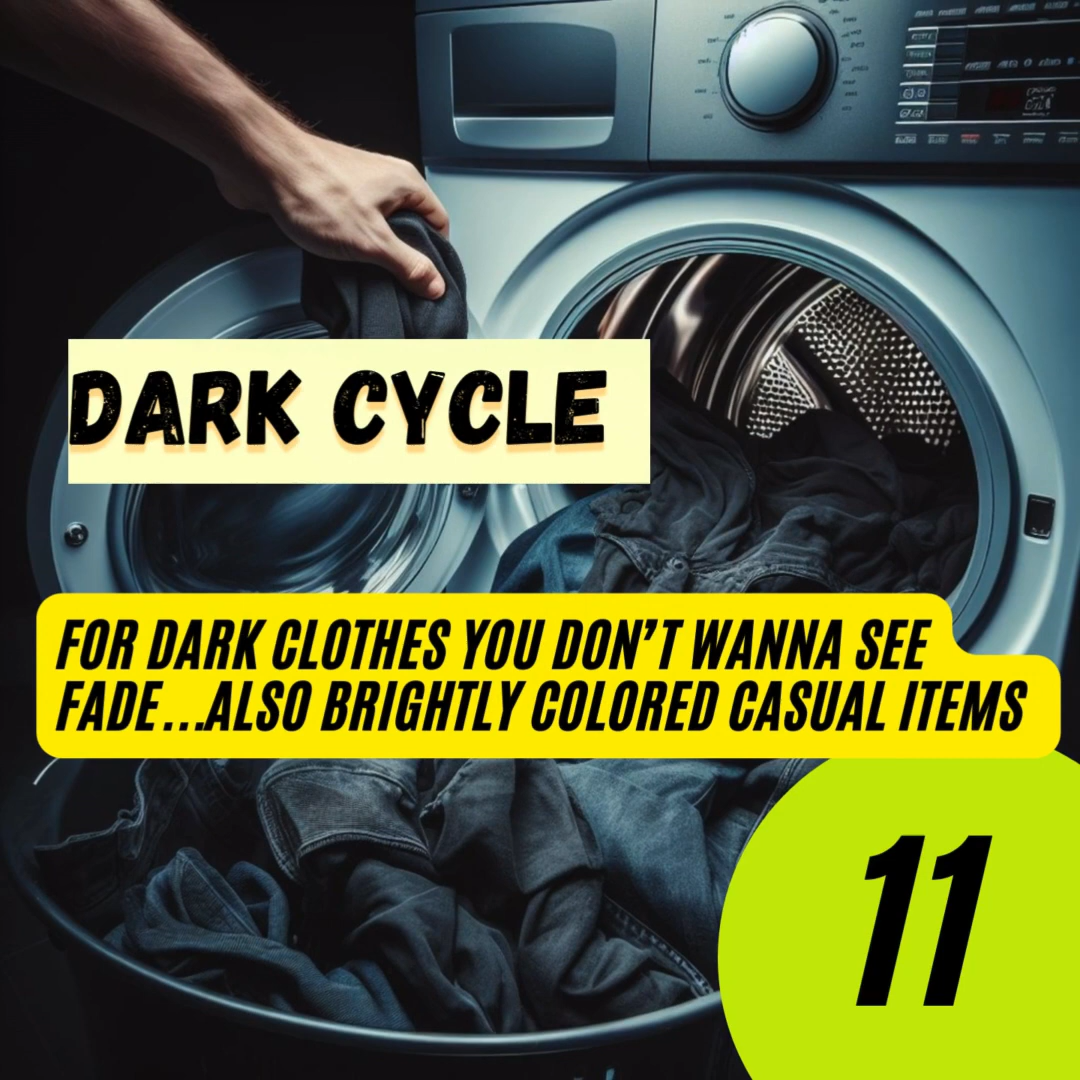 DARK CYCLE
FOR DARK CLOTHES YOU DON'T WANNA SEE
FADE...ALSO BRIGHTLY COLORED CASUAL ITEMS
11